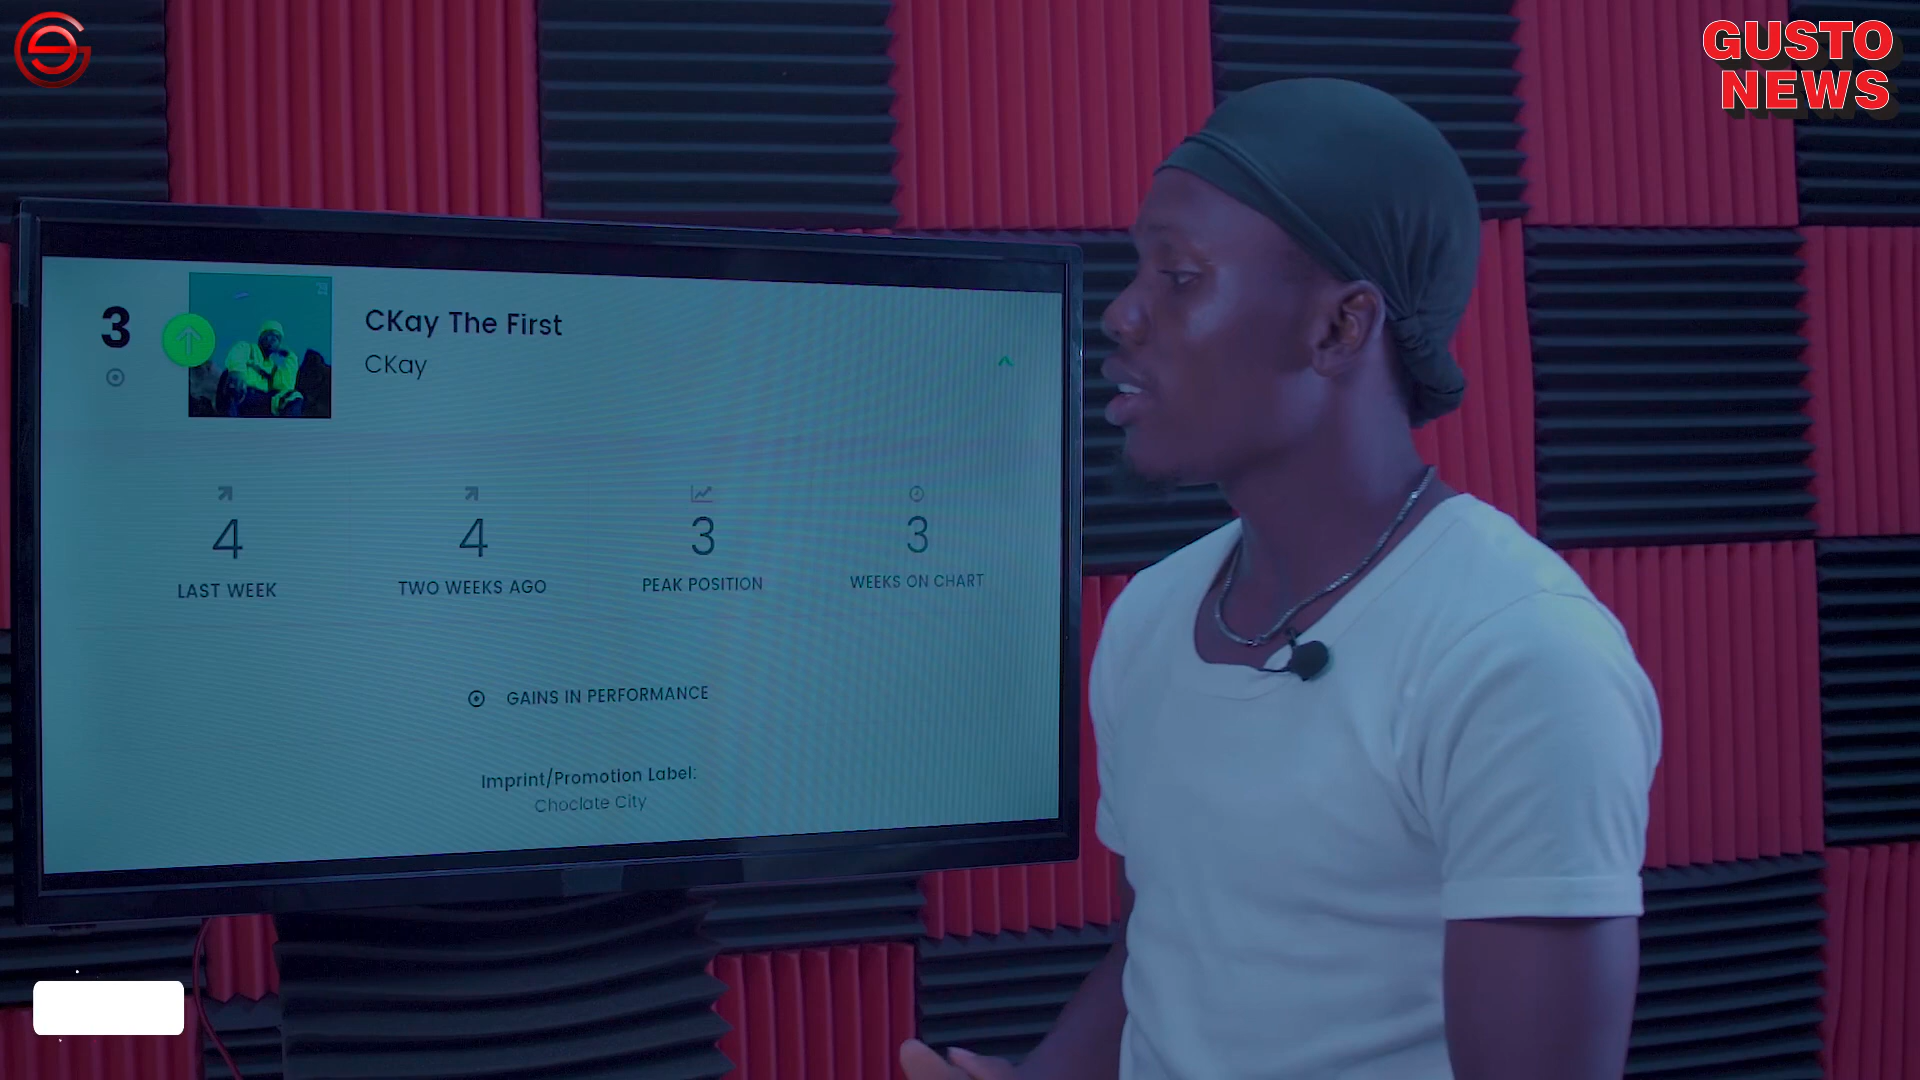 GUSTO
NEWS
3
CKay The First
CKay
4
4
3
3
LAST WEEK
TWO WEEKS AGO
PEAK POSITION
WEEKS ON CHART
GAINS IN PERFORMANCE
Imprint/Promotion Label:
Choclate City